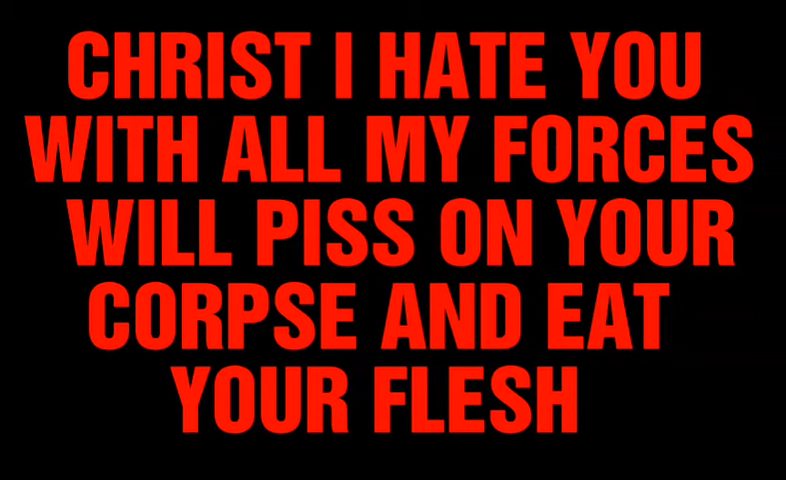 CHRIST I HATE YOU
WITH ALL MY FORCES
WILL PISS ON YOUR
CORPSE AND EAT
YOUR FLESH